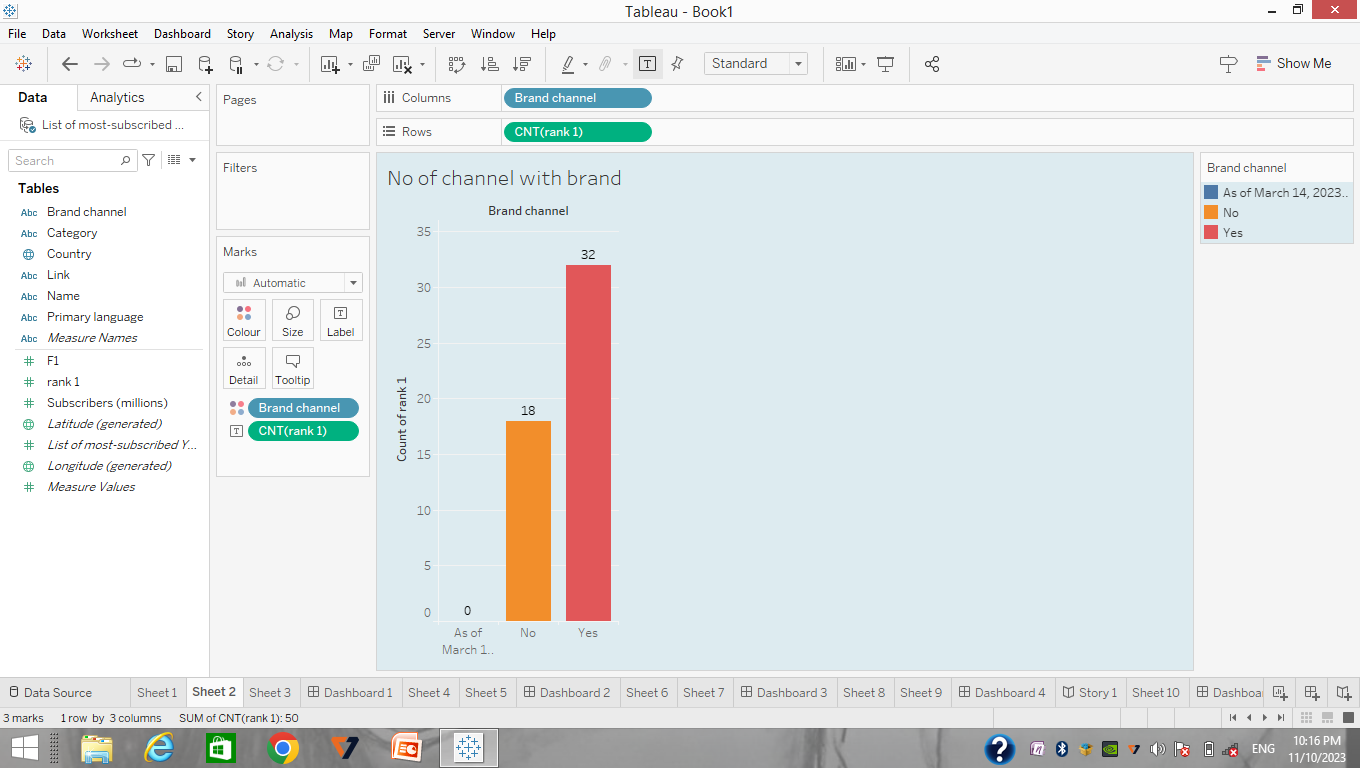 Tableau - Book1
File Data Worksheet Dashboard Story Analysis Map Format Server Window Help
Standard
Show Me
Data Analytics
List of most-subscribed ...
Search
Tables
Abc Brand channel
Abc Category
Country
Abc Link
Abc Name
Abc Primary language
Abc Measure Names
F1
rank 1
Subscribers (millions)
Latitude (generated)
List of most-subscribed Y...
Longitude (generated)
Measure Values
Pages
Filters
Marks
Automatic
Colour Size Label
Detail Tooltip
Brand channel
CNT(rank 1)
Columns Brand channel
Rows CNT(rank 1)
No of channel with brand
Brand channel
35
30
25
20
15
10
5
0
Count of rank 1
0
18
32
As of
March 1..
No
Yes
Brand channel
As of March 14, 2023..
No
Yes
Data Source Sheet 1 Sheet 2 Sheet 3 Dashboard 1 Sheet 4 Sheet 5 Dashboard 2 Sheet 6 Sheet 7 Dashboard 3 Sheet 8 Sheet 9 Dashboard 4 Story 1 Sheet 10 Dashboa
3 marks 1 row by 3 columns SUM of CNT(rank 1): 50
ENG
10:16 PM
11/10/2023